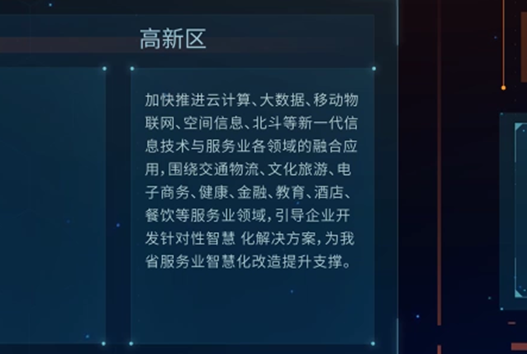 高新区
加快推进云计算、大数据、移动物
联网、空间信息、北斗等新一代信
息技术与服务业各领域的融合应
用,围绕交通物流、文化旅游、电
子商务、健康、金融、教育、酒店、
餐饮等服务业领域,引导企业开
发针对性智慧 化解决方案,为我
省服务业智慧化改造提升支撑。